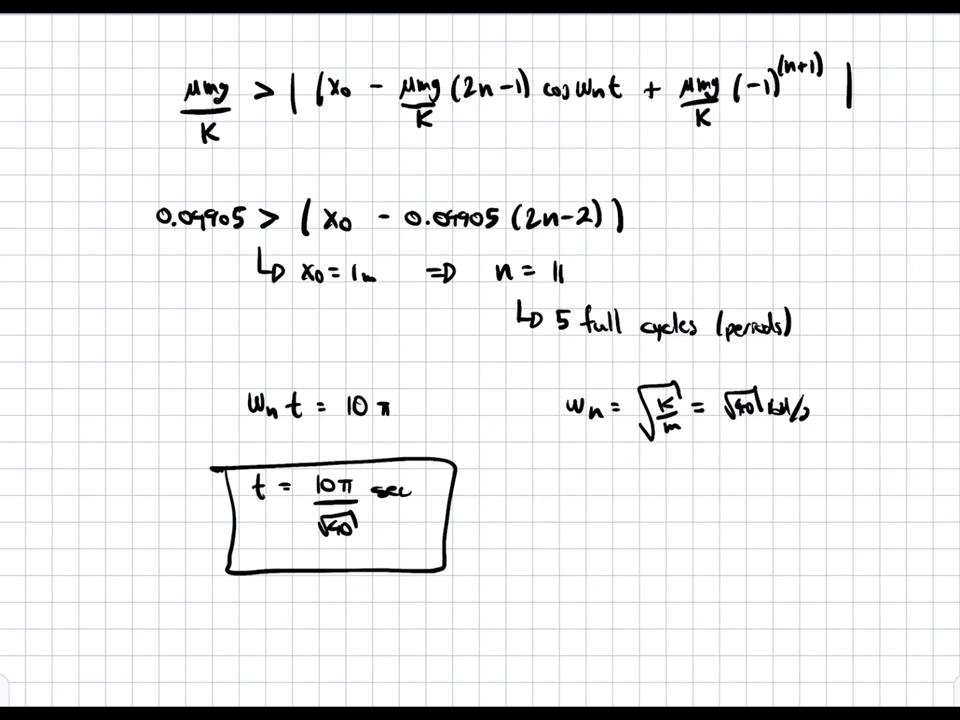 μmg/K > | (x₀ - μmg/K (2n-1) cos ωₙt + μmg/K (-1)^(n+1) |
0.04905 > (x₀ - 0.04905 (2n-2))
↳ x₀ = 1m ⇒ n = 11
↳ 5 full cycles (periods)
ωₙ t = 10π ωₙ = √(K/m) = √40 rad/s
t = 10π/√40 sec